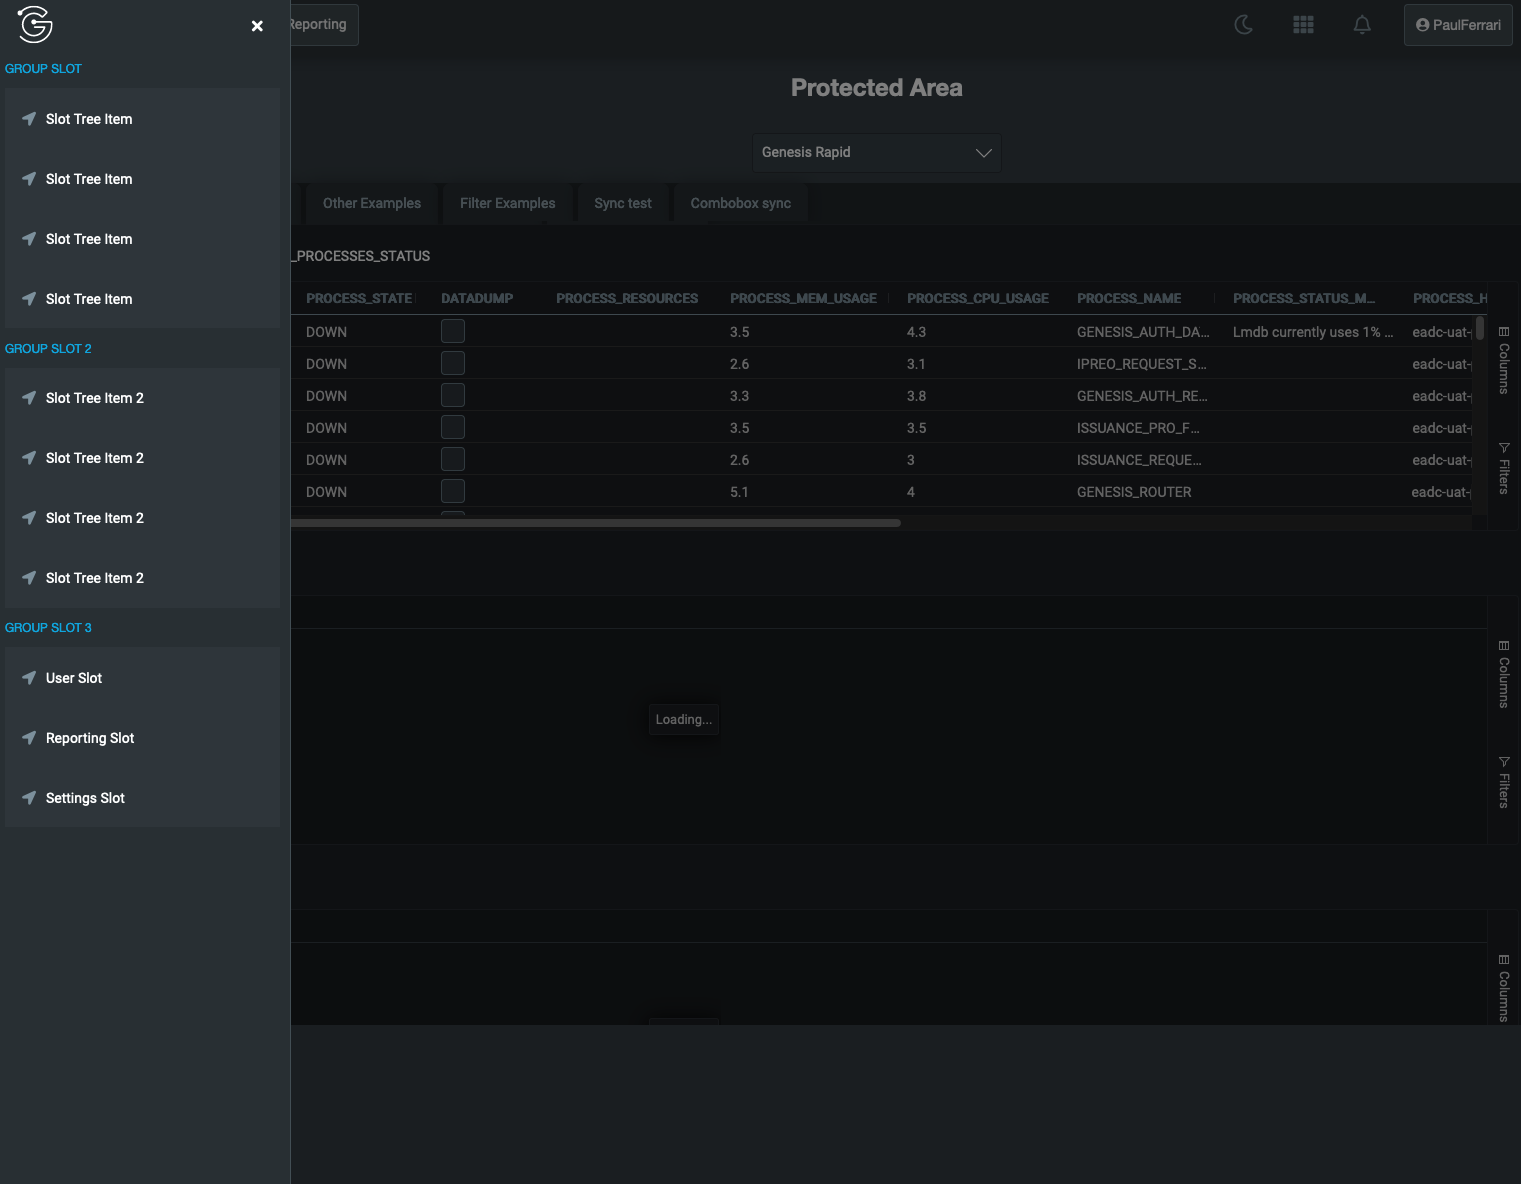 Reporting
PaulFerrari
GROUP SLOT
Slot Tree Item
Slot Tree Item
Slot Tree Item
Slot Tree Item
GROUP SLOT 2
Slot Tree Item 2
Slot Tree Item 2
Slot Tree Item 2
Slot Tree Item 2
GROUP SLOT 3
User Slot
Reporting Slot
Settings Slot
Protected Area
Genesis Rapid
Other Examples Filter Examples Sync test Combobox sync
_PROCESSES_STATUS
PROCESS_STATE DATADUMP PROCESS_RESOURCES PROCESS_MEM_USAGE PROCESS_CPU_USAGE PROCESS_NAME PROCESS_STATUS_M... PROCESS_H
DOWN 3.5 4.3 GENESIS_AUTH_DA... Lmdb currently uses 1% ... eadc-uat-p
DOWN 2.6 3.1 IPREO_REQUEST_S... eadc-uat-p
DOWN 3.3 3.8 GENESIS_AUTH_RE... eadc-uat-p
DOWN 3.5 3.5 ISSUANCE_PRO_F... eadc-uat-p
DOWN 2.6 3 ISSUANCE_REQUE... eadc-uat-p
DOWN 5.1 4 GENESIS_ROUTER eadc-uat-p
Columns
Filters
Loading...
Columns
Filters
Columns